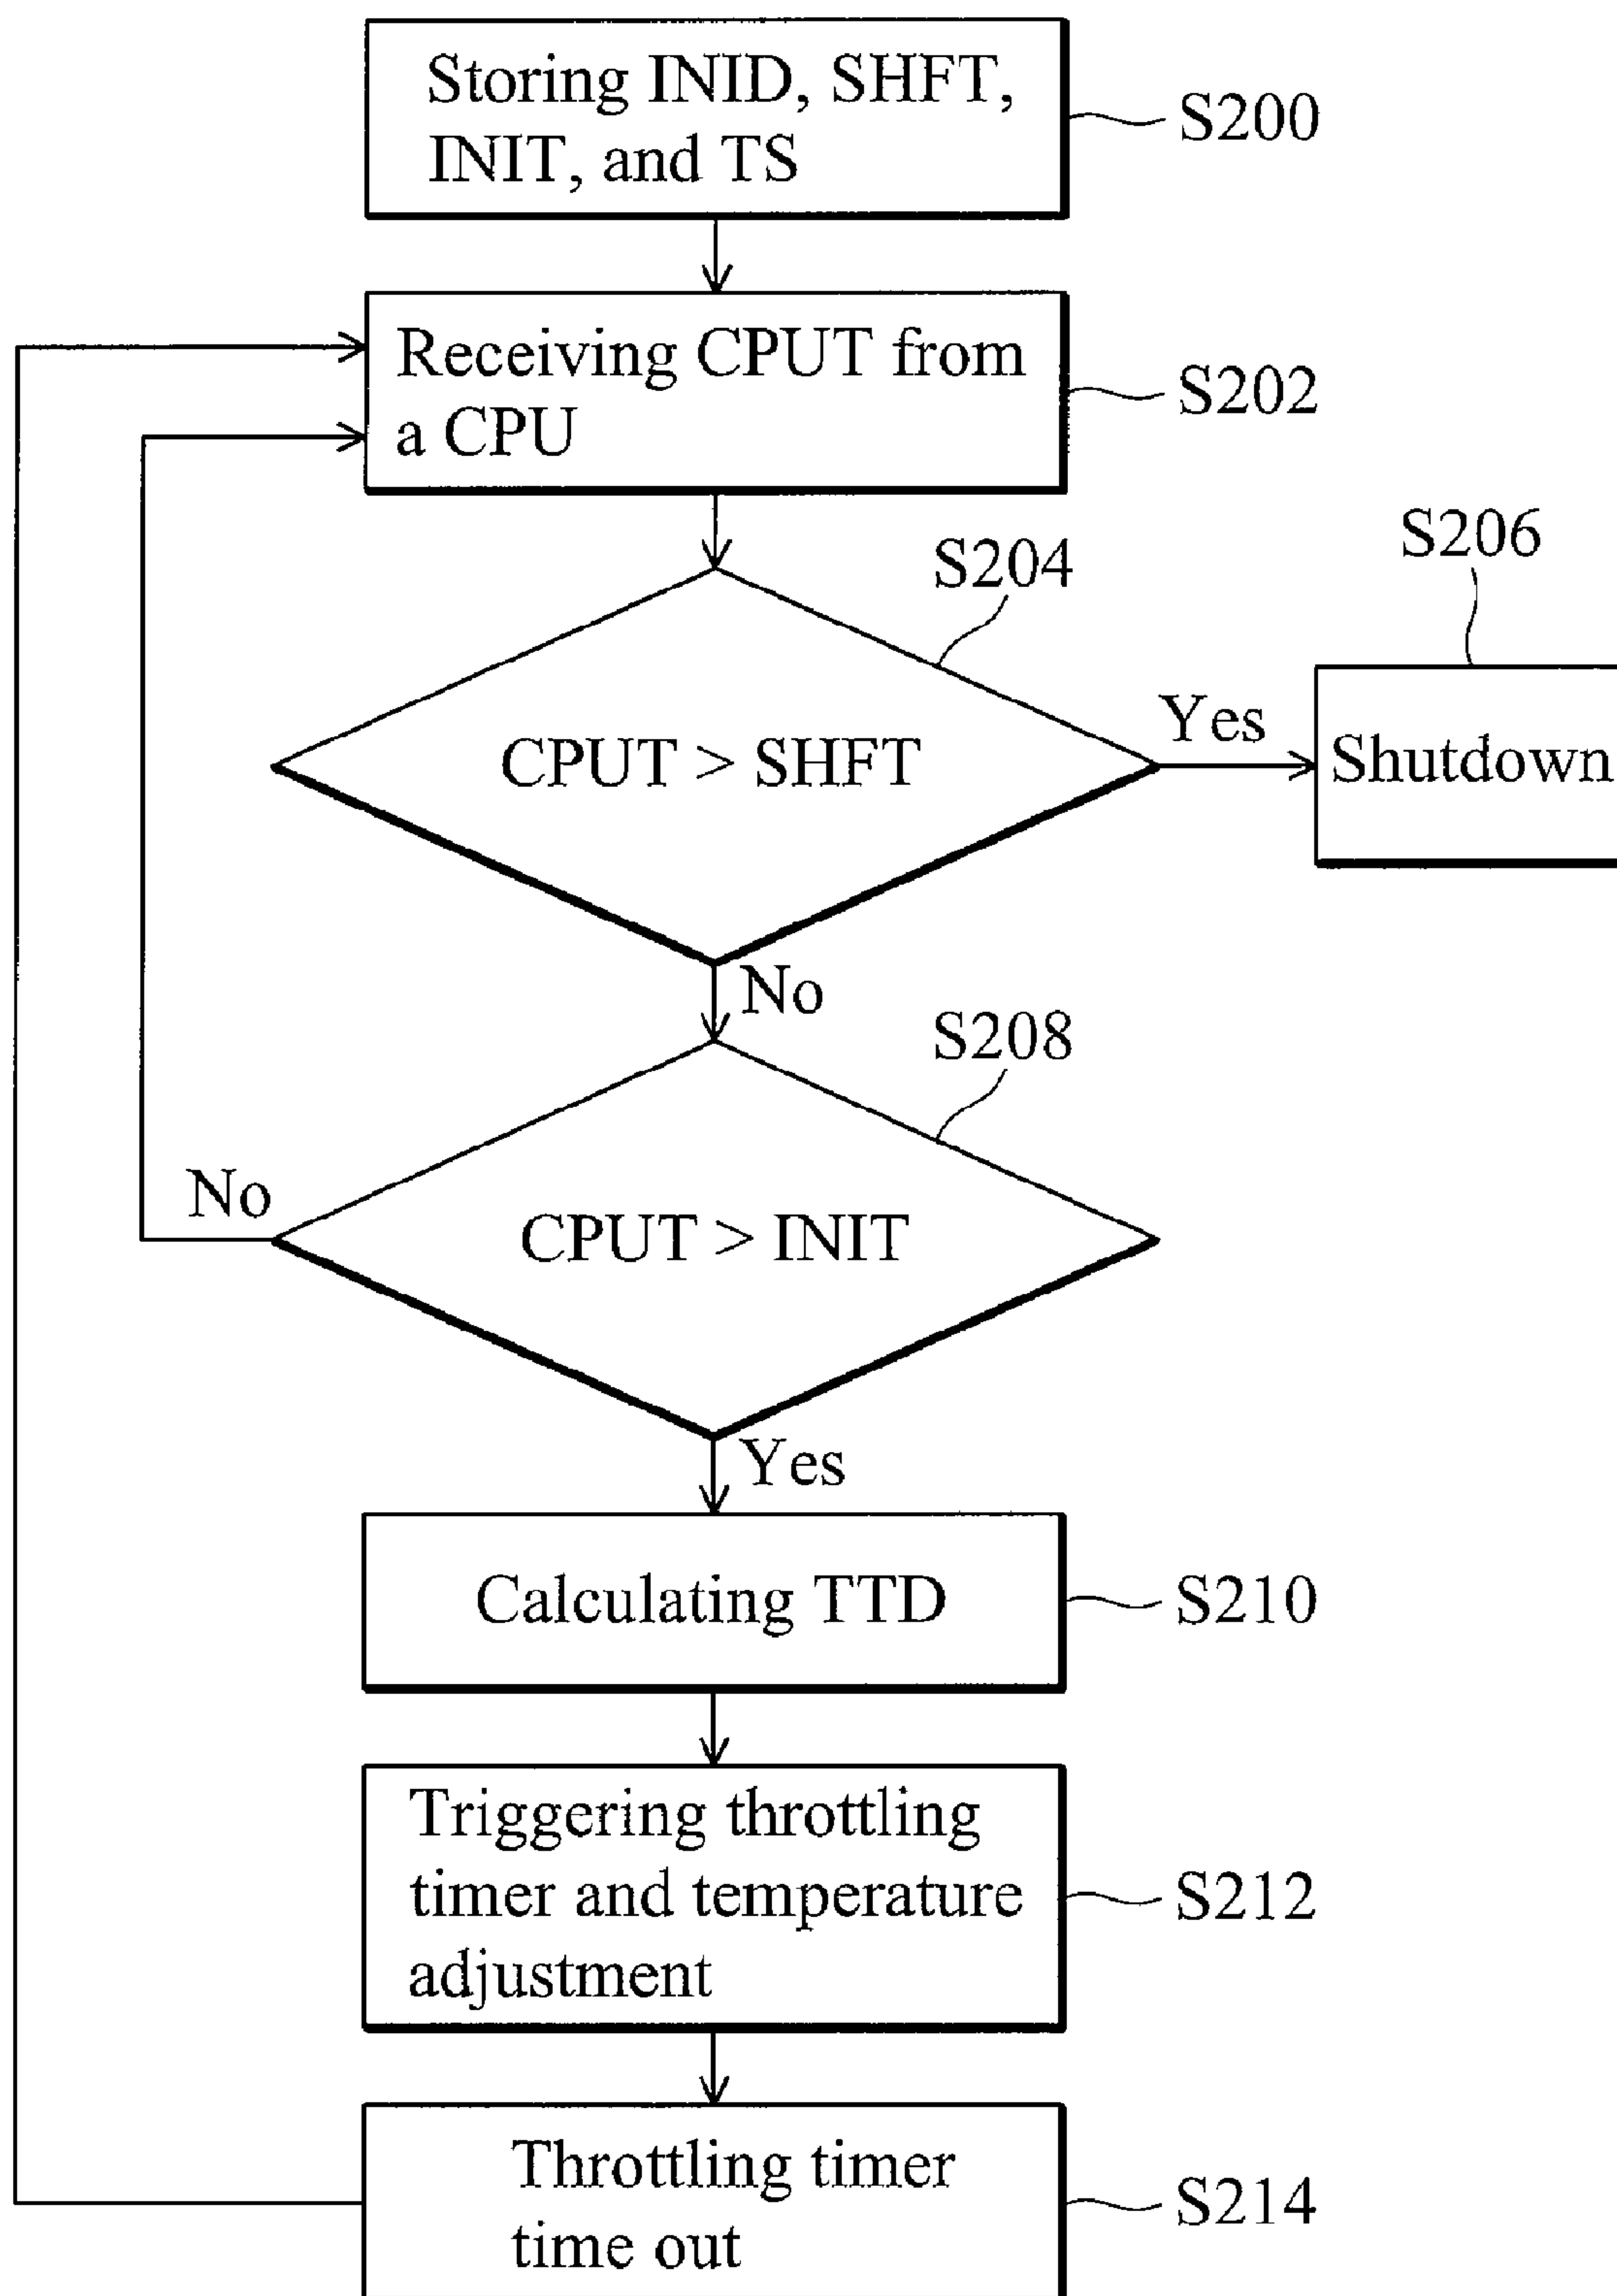 Storing INID, SHFT,
INIT, and TS
S200
Receiving CPUT from
a CPU
S202
S204
S206
CPUT > SHFT
Yes
Shutdown
No
S208
No
CPUT > INIT
Yes
Calculating TTD
S210
Triggering throttling
timer and temperature
adjustment
S212
Throttling timer
time out
S214